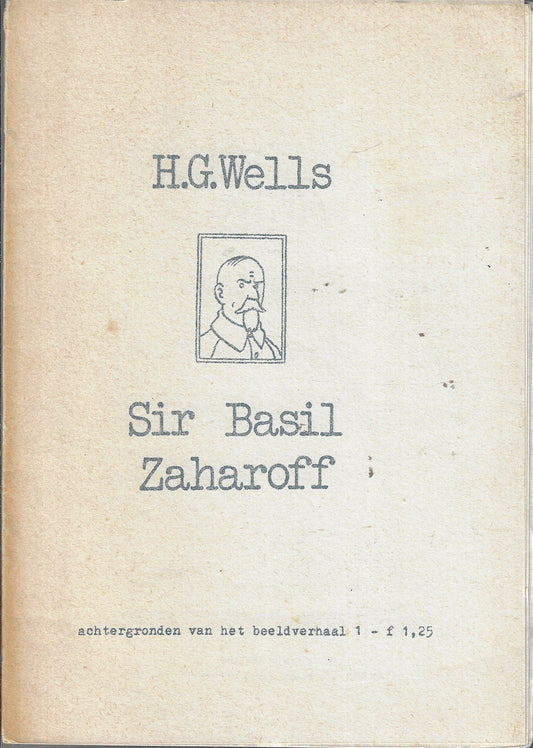 H.G.Wells
Sir Basil
Zaharoff
achtergronden van het beeldverhaal 1 - f 1,25